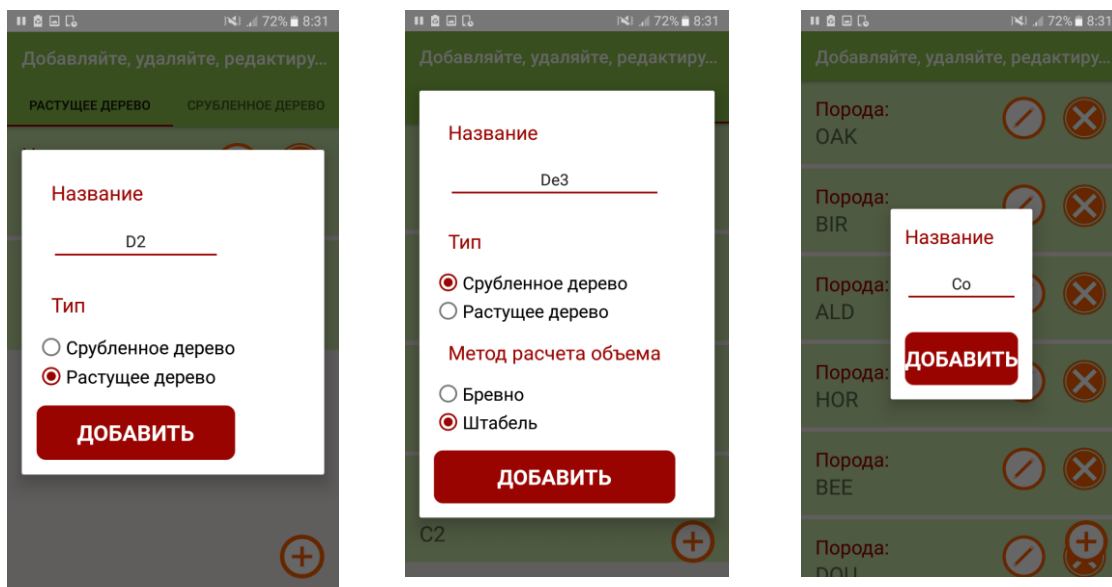 72% 8:31
Добавляйте, удаляйте, редактиру...
РАСТУЩЕЕ ДЕРЕВО СРУБЛЕННОЕ ДЕРЕВО
Название
D2
Тип
Срубленное дерево
Растущее дерево
ДОБАВИТЬ
72% 8:31
Добавляйте, удаляйте, редактиру...
Название
De3
Тип
Срубленное дерево
Растущее дерево
Метод расчета объема
Бревно
Штабель
ДОБАВИТЬ
C2
72% 8:31
Добавляйте, удаляйте, редактиру...
Порода:
OAK
Порода:
BIR
Название
Порода:
Co
ALD
ДОБАВИТЬ
Порода:
HOR
Порода:
BEE
Порода:
DOU